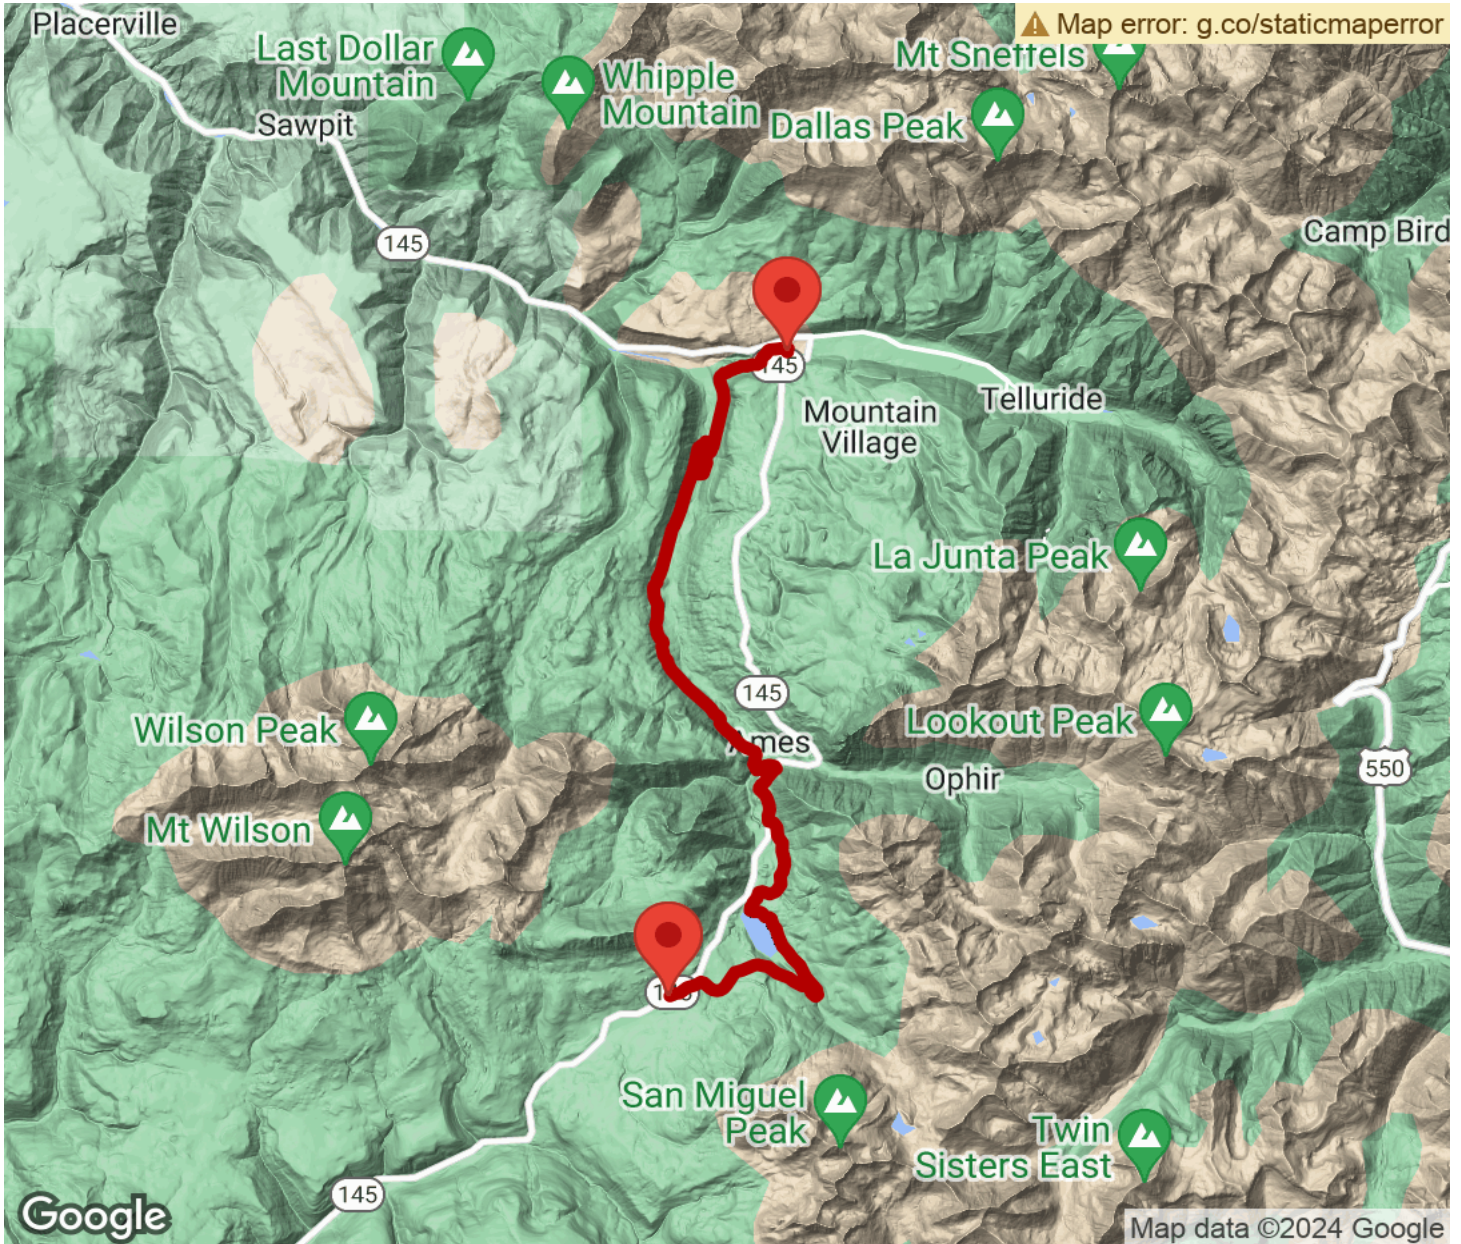 Placerville
Map error: g.co/staticmaperror
Last Dollar
Mountain
Whipple
Mountain
Mt Sneffels
Dallas Peak
Sawpit
Camp Bird
145
145
Mountain
Village
Telluride
La Junta Peak
145
Wilson Peak
Lookout Peak
Ames
Ophir
550
Mt Wilson
San Miguel
Peak
Twin
Sisters East
145
Google
Map data ©2024 Google